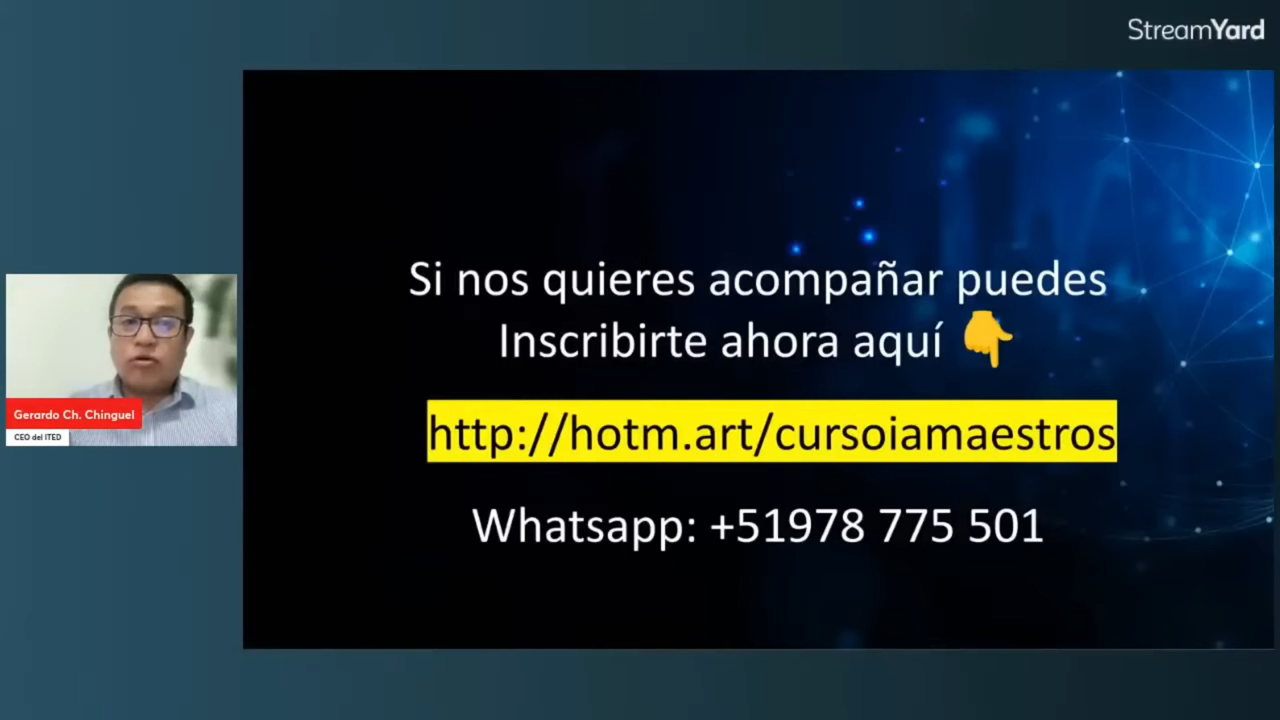 StreamYard
Si nos quieres acompañar puedes
Inscribirte ahora aquí 👇
http://hotm.art/cursoiamaestros
Whatsapp: +51978 775 501
Gerardo Ch. Chinguel
CEO del ITED